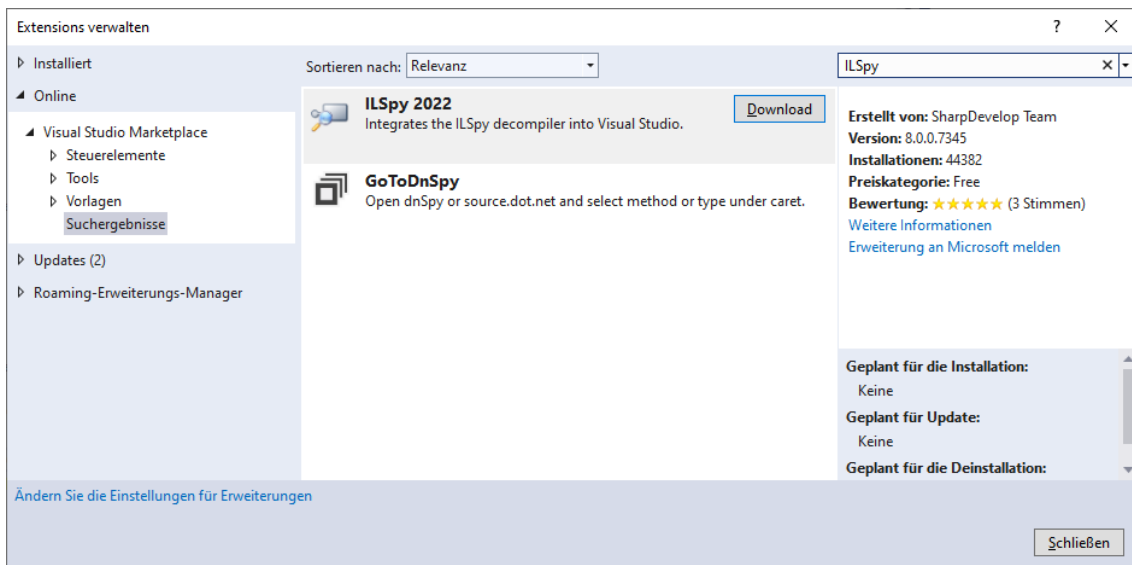 Extensions verwalten
?
Installiert
Online
Visual Studio Marketplace
Steuerelemente
Tools
Vorlagen
Suchergebnisse
Updates (2)
Roaming-Erweiterungs-Manager
Sortieren nach: Relevanz
ILSpy 2022
Integrates the ILSpy decompiler into Visual Studio.
Download
GoToDnSpy
Open dnSpy or source.dot.net and select method or type under caret.
ILSpy
Erstellt von: SharpDevelop Team
Version: 8.0.0.7345
Installationen: 44382
Preiskategorie: Free
Bewertung: ★★★★★ (3 Stimmen)
Weitere Informationen
Erweiterung an Microsoft melden
Geplant für die Installation:
Keine
Geplant für Update:
Keine
Geplant für die Deinstallation:
Ändern Sie die Einstellungen für Erweiterungen
Schließen